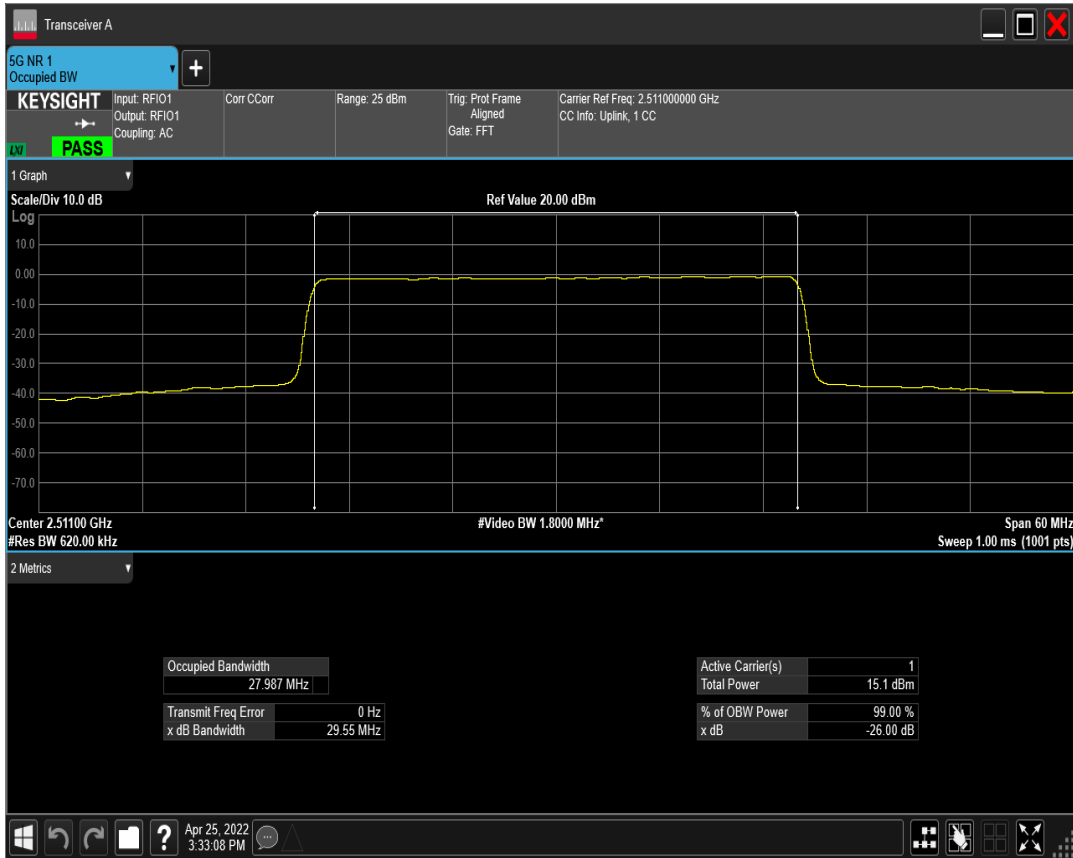 Transceiver A
5G NR 1
Occupied BW
KEYSIGHT
LXI
PASS
Input: RFIO1
Output: RFIO1
Coupling: AC
Corr CCorr
Range: 25 dBm
Trig: Prot Frame
Aligned
Gate: FFT
Carrier Ref Freq: 2.511000000 GHz
CC Info: Uplink, 1 CC
1 Graph
Scale/Div 10.0 dB
Ref Value 20.00 dBm
Log
10.0
0.00
-10.0
-20.0
-30.0
-40.0
-50.0
-60.0
-70.0
Center 2.51100 GHz
#Video BW 1.8000 MHz*
Span 60 MHz
#Res BW 620.00 kHz
Sweep 1.00 ms (1001 pts)
2 Metrics
Occupied Bandwidth
27.987 MHz
Transmit Freq Error 0 Hz
x dB Bandwidth 29.55 MHz
Active Carrier(s) 1
Total Power 15.1 dBm
% of OBW Power 99.00 %
x dB -26.00 dB
?
Apr 25, 2022
3:33:08 PM